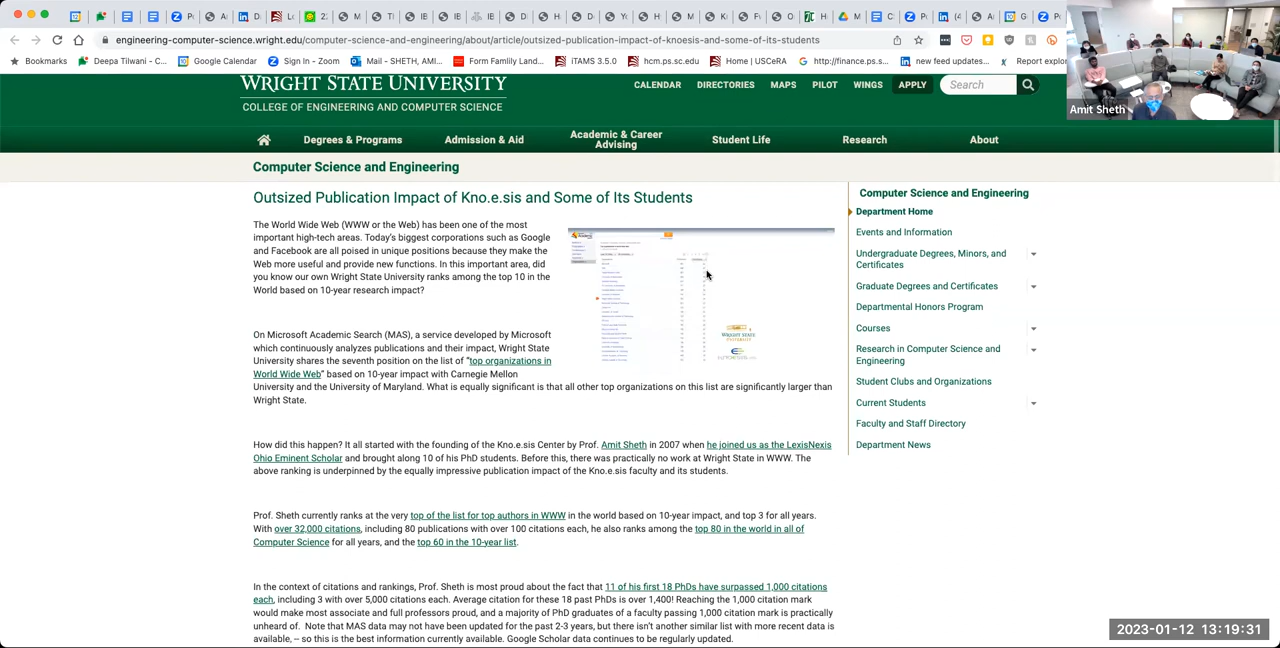 engineering-computer-science.wright.edu/computer-science-and-engineering/about/article/outsized-publication-impact-of-knoesis-and-some-of-its-students
Bookmarks
Deepa Tilwani - C...
Google Calendar
Sign In - Zoom
Mail - SHETH, AMI...
Form Famliy Land...
iTAMS 3.5.0
hcm.ps.sc.edu
Home | USCeRA
http://finance.ps.s...
new feed updates...
Report explor
Amit Sheth
WRIGHT STATE UNIVERSITY
COLLEGE OF ENGINEERING AND COMPUTER SCIENCE
CALENDAR DIRECTORIES MAPS PILOT WINGS APPLY Search
Degrees & Programs
Admission & Aid
Academic & Career
Advising
Student Life
Research
About
Computer Science and Engineering
Outsized Publication Impact of Kno.e.sis and Some of Its Students
The World Wide Web (WWW or the Web) has been one of the most
important high-tech areas. Today's biggest corporations such as Google
and Facebook are all poised in unique positions because they make the
Web more useful and provide new functions. In this important area, did
you know our own Wright State University ranks among the top 10 in the
World based on 10-year research impact?
On Microsoft Academic Search (MAS), a service developed by Microsoft
which continually analyzes publications and their impact, Wright State
University shares the seventh position on the list of "top organizations in
World Wide Web" based on 10-year impact with Carnegie Mellon
University and the University of Maryland. What is equally significant is that all other top organizations on this list are significantly larger than
Wright State.
How did this happen? It all started with the founding of the Kno.e.sis Center by Prof. Amit Sheth in 2007 when he joined us as the LexisNexis
Ohio Eminent Scholar and brought along 10 of his PhD students. Before this, there was practically no work at Wright State in WWW. The
above ranking is underpinned by the equally impressive publication impact of the Kno.e.sis faculty and its students.
Prof. Sheth currently ranks at the very top of the list for top authors in WWW in the world based on 10-year impact, and top 3 for all years.
With over 32,000 citations, including 80 publications with over 100 citations each, he also ranks among the top 80 in the world in all of
Computer Science for all years, and the top 60 in the 10-year list.
In the context of citations and rankings, Prof. Sheth is most proud about the fact that 11 of his first 18 PhDs have surpassed 1,000 citations
each, including 3 with over 5,000 citations each. Average citation for these 18 past PhDs is over 1,400! Reaching the 1,000 citation mark
would make most associate and full professors proud, and a majority of PhD graduates of a faculty passing 1,000 citation mark is practically
unheard of. Note that MAS data may not have been updated for the past 2-3 years, but there isn't another similar list with more recent data is
available, -- so this is the best information currently available. Google Scholar data continues to be regularly updated.
WRIGHT STATE
UNIVERSITY
Computer Science and Engineering
Department Home
Events and Information
Undergraduate Degrees, Minors, and
Certificates
Graduate Degrees and Certificates
Departmental Honors Program
Courses
Research in Computer Science and
Engineering
Student Clubs and Organizations
Current Students
Faculty and Staff Directory
Department News
2023-01-12 13:19:31